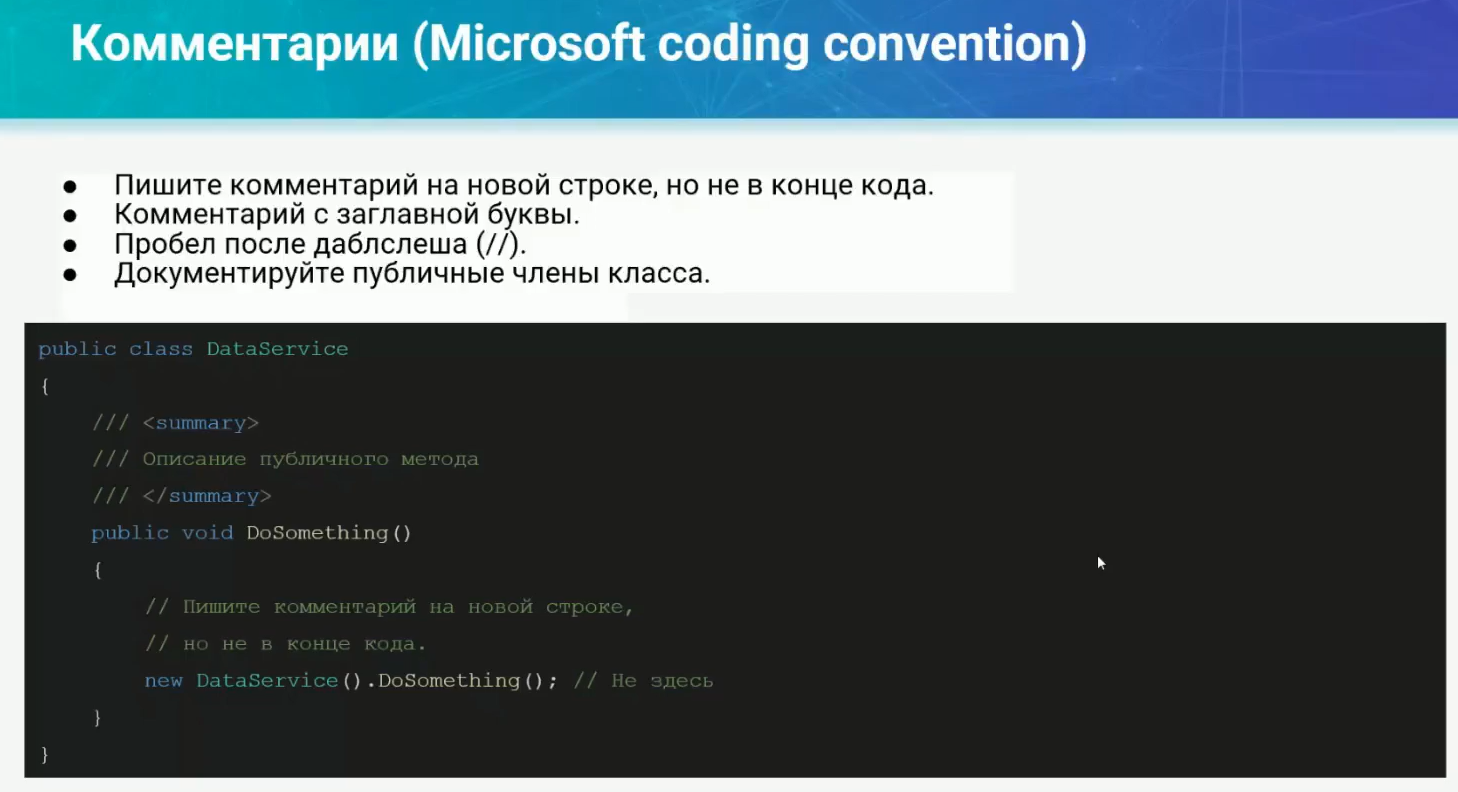 Комментарии (Microsoft coding convention)
● Пишите комментарий на новой строке, но не в конце кода.
● Комментарий с заглавной буквы.
● Пробел после даблслеша (//).
● Документируйте публичные члены класса.
public class DataService
{
/// <summary>
/// Описание публичного метода
/// </summary>
public void DoSomething()
{
// Пишите комментарий на новой строке,
// но не в конце кода.
new DataService().DoSomething(); // Не здесь
}
}